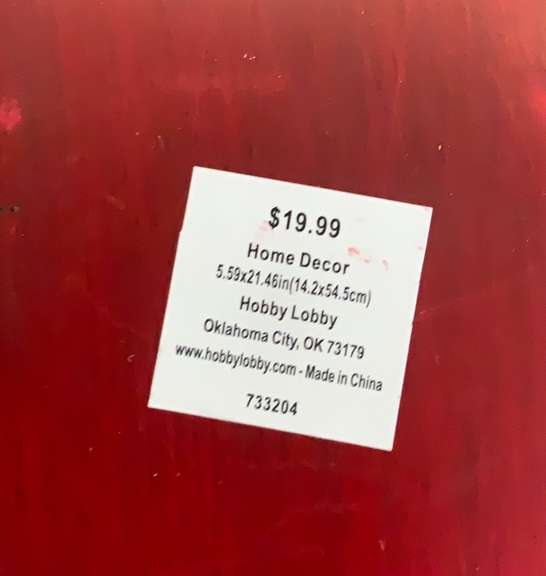 $19.99
Home Decor
5.59x21.46in(14.2x54.5cm)
Hobby Lobby
Oklahoma City, OK 73179
www.hobbylobby.com - Made in China
733204